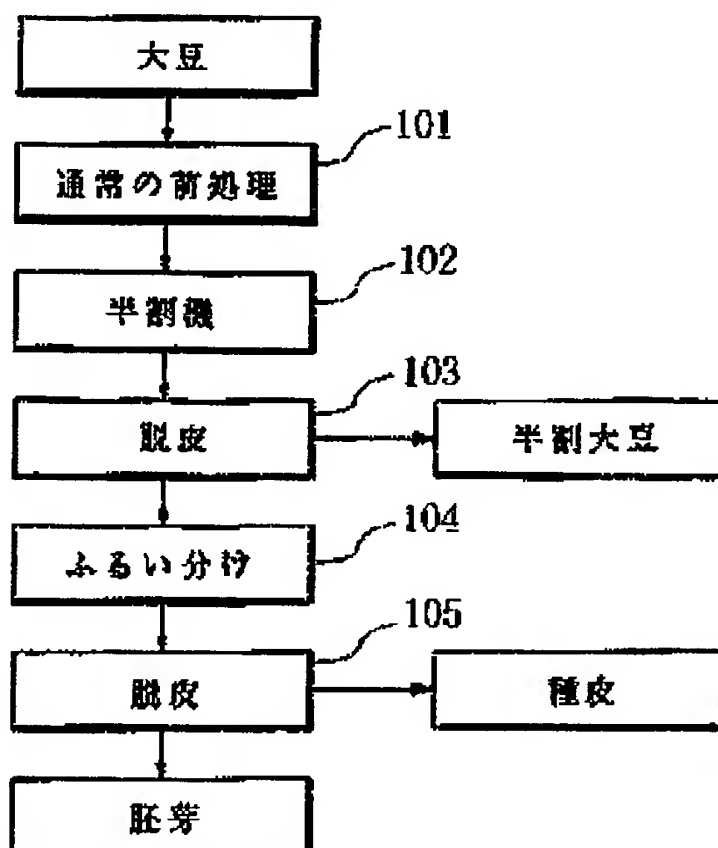 大豆
101
通常の前処理
102
半割機
103
脱皮
半割大豆
104
ふるい分け
105
脱皮
種皮
胚芽